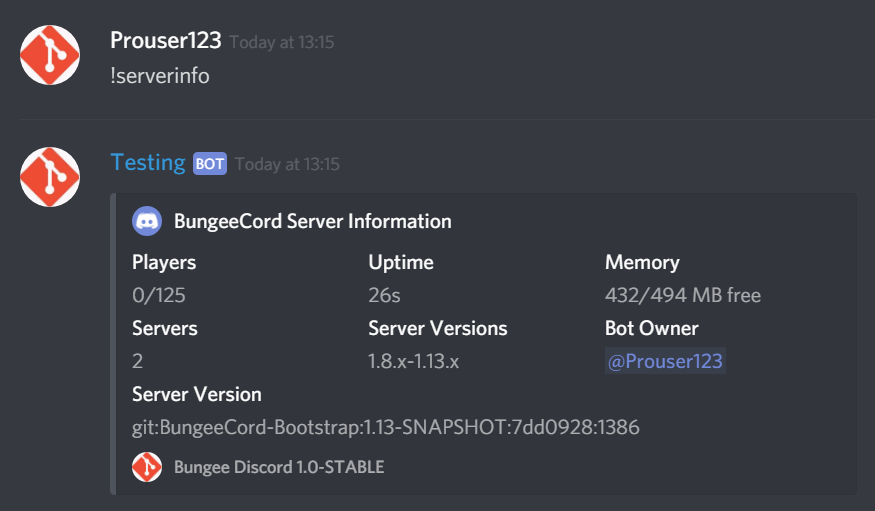 Prouser123 Today at 13:15
!serverinfo
Testing BOT Today at 13:15
BungeeCord Server Information
Players Uptime Memory
0/125 26s 432/494 MB free
Servers Server Versions Bot Owner
2 1.8.x-1.13.x @Prouser123
Server Version
git:BungeeCord-Bootstrap:1.13-SNAPSHOT:7dd0928:1386
Bungee Discord 1.0-STABLE